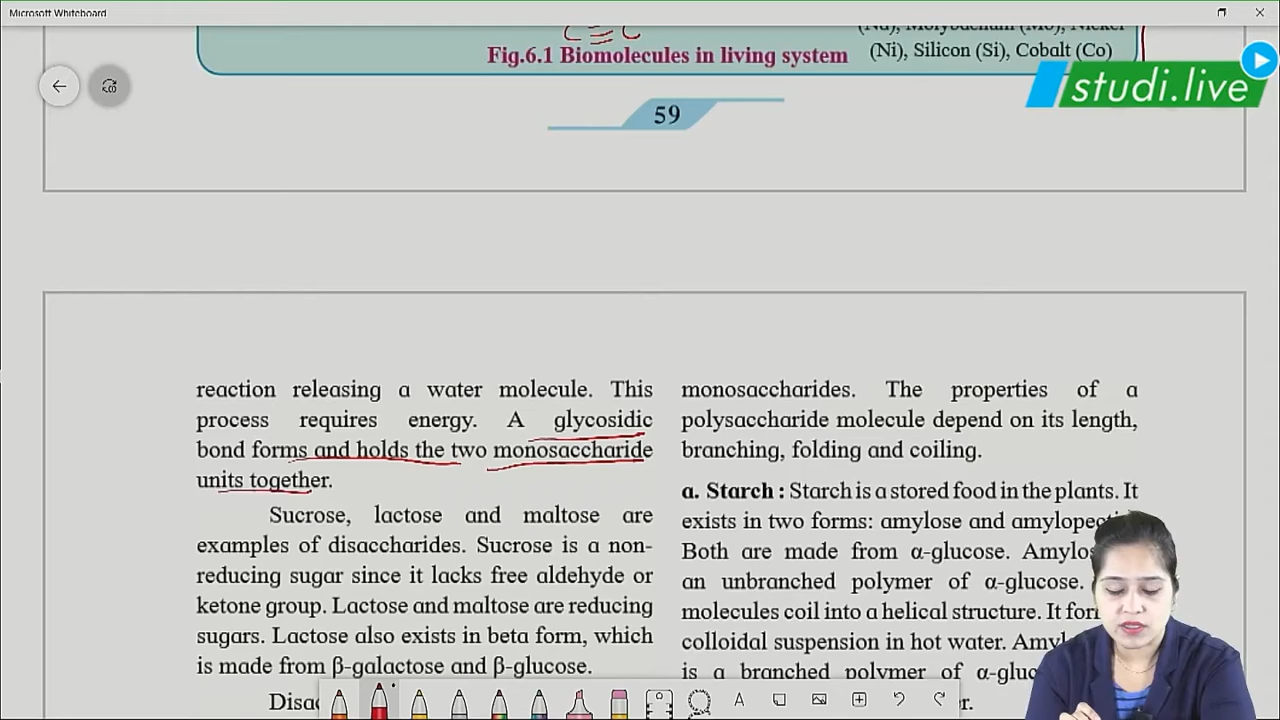 Microsoft Whiteboard
(Ni), Silicon (Si), Cobalt (Co)
Fig.6.1 Biomolecules in living system
studi.live
59
reaction releasing a water molecule. This
process requires energy. A glycosidic
bond forms and holds the two monosaccharide
units together.
Sucrose, lactose and maltose are
examples of disaccharides. Sucrose is a non-
reducing sugar since it lacks free aldehyde or
ketone group. Lactose and maltose are reducing
sugars. Lactose also exists in beta form, which
is made from β-galactose and β-glucose.
monosaccharides. The properties of a
polysaccharide molecule depend on its length,
branching, folding and coiling.
a. Starch : Starch is a stored food in the plants. It
exists in two forms: amylose and
Both are made from α-glucose.
an unbranched polymer of α-glucose.
molecules coil into a helical structure. It
colloidal suspension in hot water.
is a branched polymer of